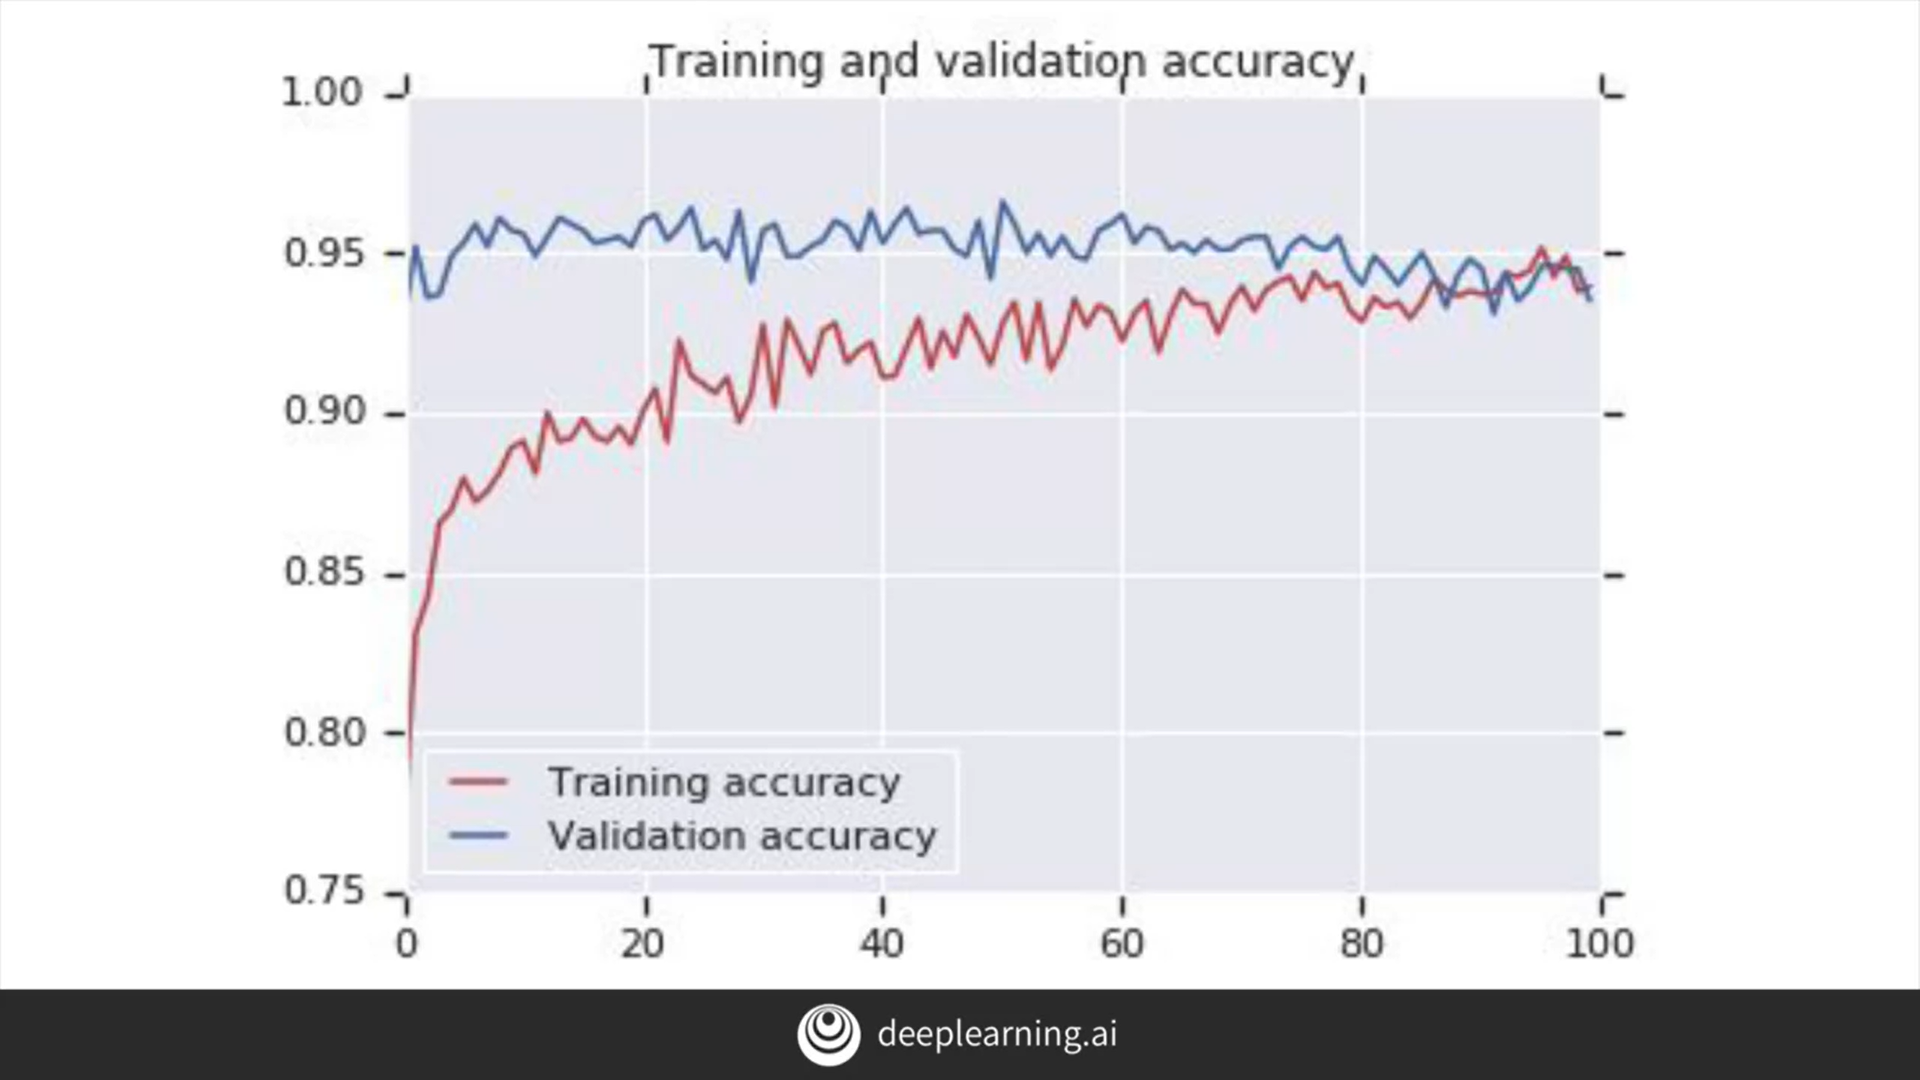 Training and validation accuracy
1.00
0.95
0.90
0.85
0.80
0.75
Training accuracy
Validation accuracy
0 20 40 60 80 100
deeplearning.ai